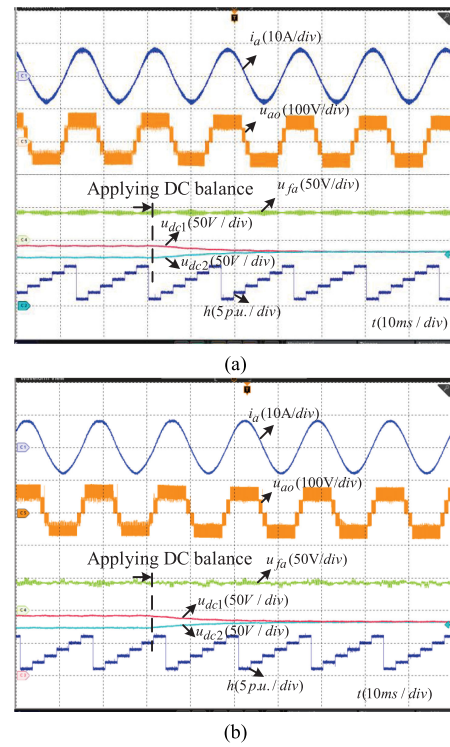 i_a(10A/div)
u_ao(100V/div)
u_fa(50V/div)
Applying DC balance
u_dc1(50V / div)
u_dc2(50V / div)
h(5p.u./ div)
t(10ms / div)
(a)
i_a(10A/div)
u_ao(100V/div)
Applying DC balance
u_fa(50V/div)
u_dc1(50V / div)
u_dc2(50V / div)
h(5p.u./ div)
t(10ms / div)
(b)